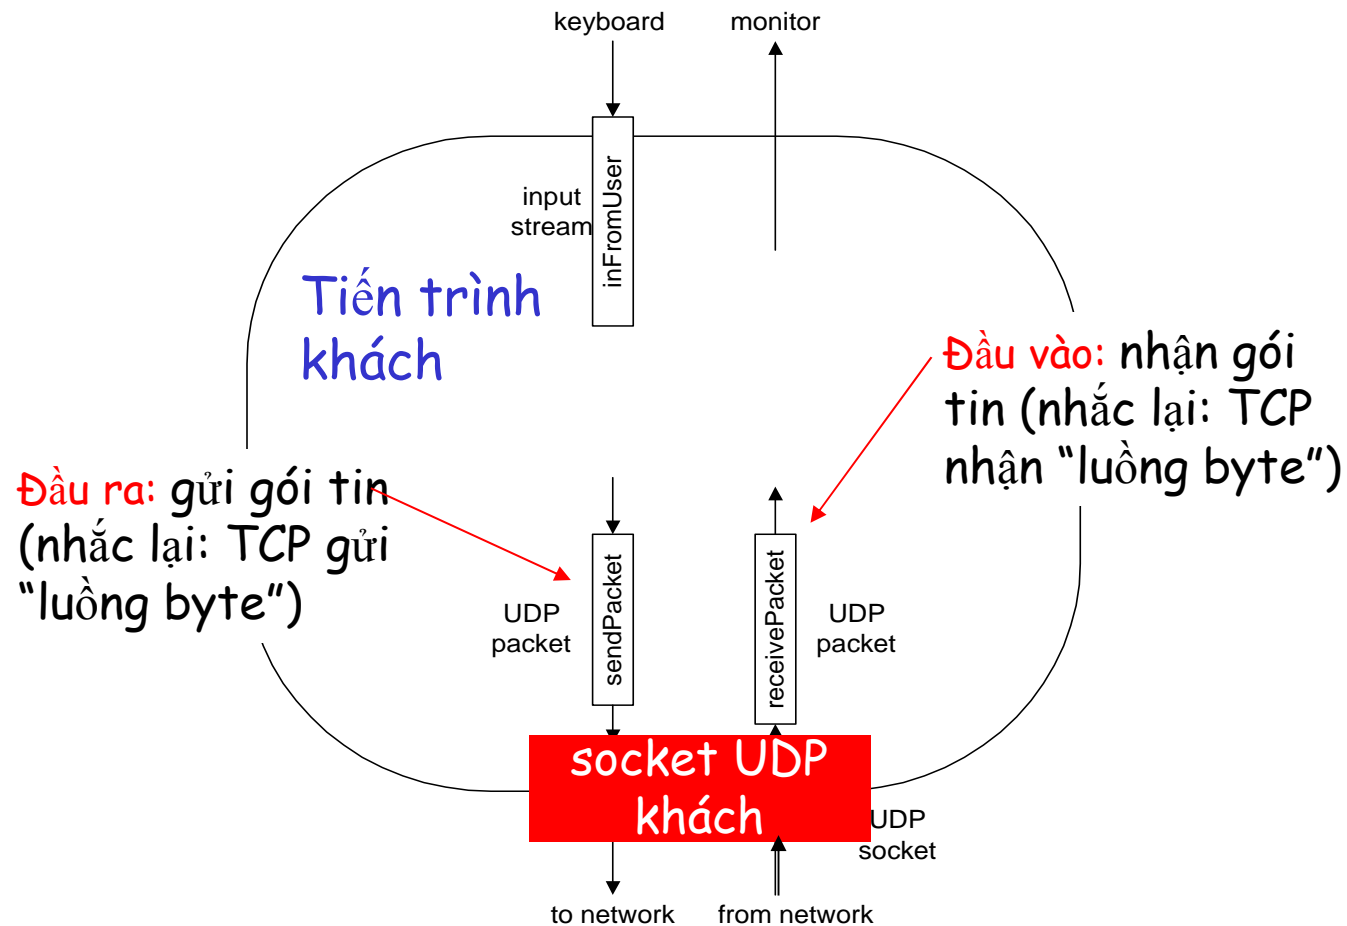 keyboard
monitor
input
stream
inFromUser
Tiến trình
khách
Đầu vào: nhận gói
tin (nhắc lại: TCP
nhận “luồng byte”)
Đầu ra: gửi gói tin
(nhắc lại: TCP gửi
“luồng byte”)
UDP
packet
sendPacket
receivePacket
UDP
packet
socket UDP
khách
UDP
socket
to network
from network